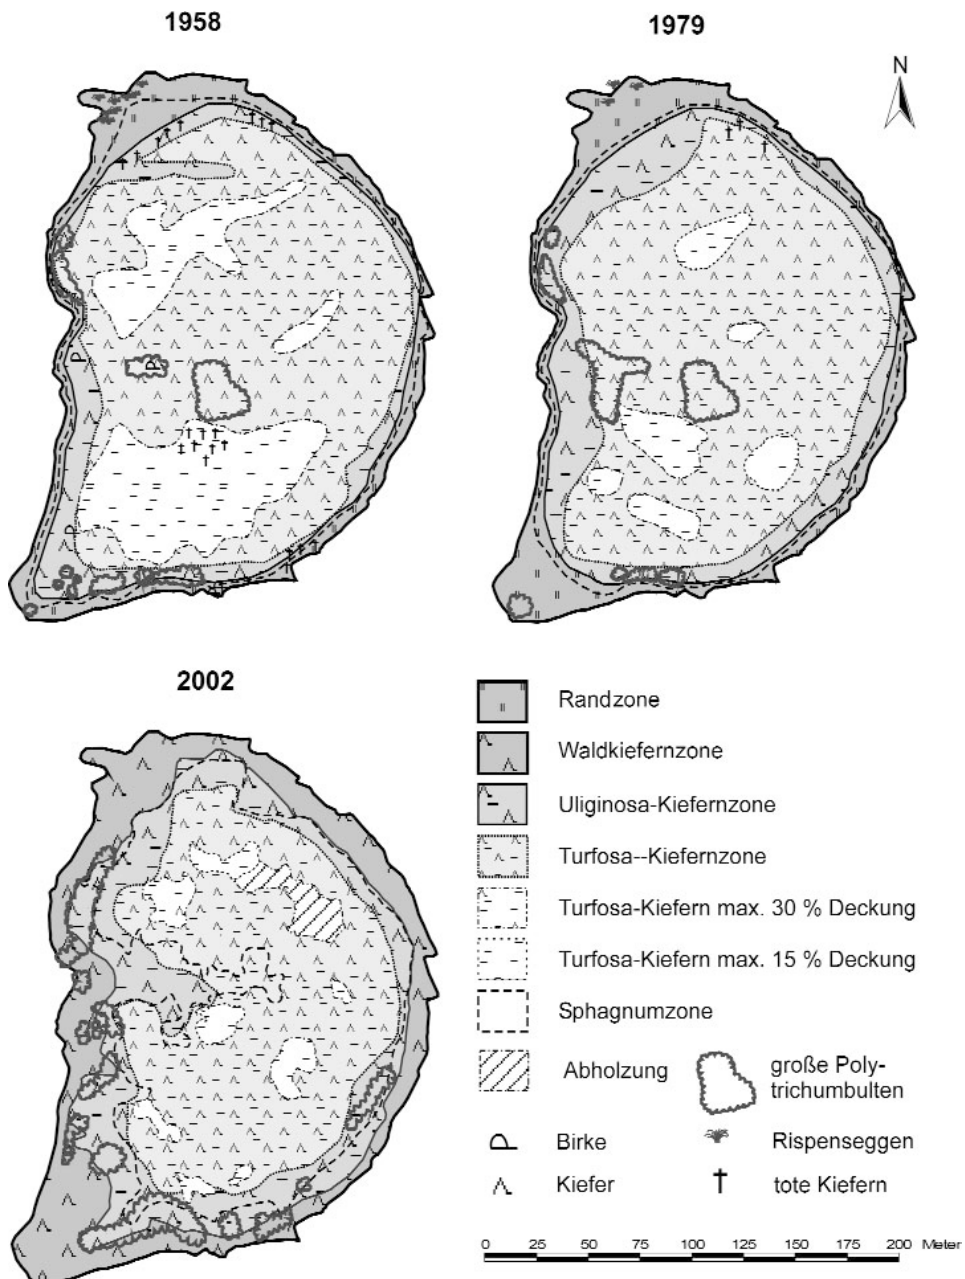 1958
1979
N
2002
Randzone
Waldkiefernzone
Uliginosa-Kiefernzone
Turfosa--Kiefernzone
Turfosa-Kiefern max. 30 % Deckung
Turfosa-Kiefern max. 15 % Deckung
Sphagnumzone
Abholzung
große Poly-
trichumbulten
Birke
Rispenseggen
Kiefer
tote Kiefern
0 25 50 75 100 125 150 175 200 Meter